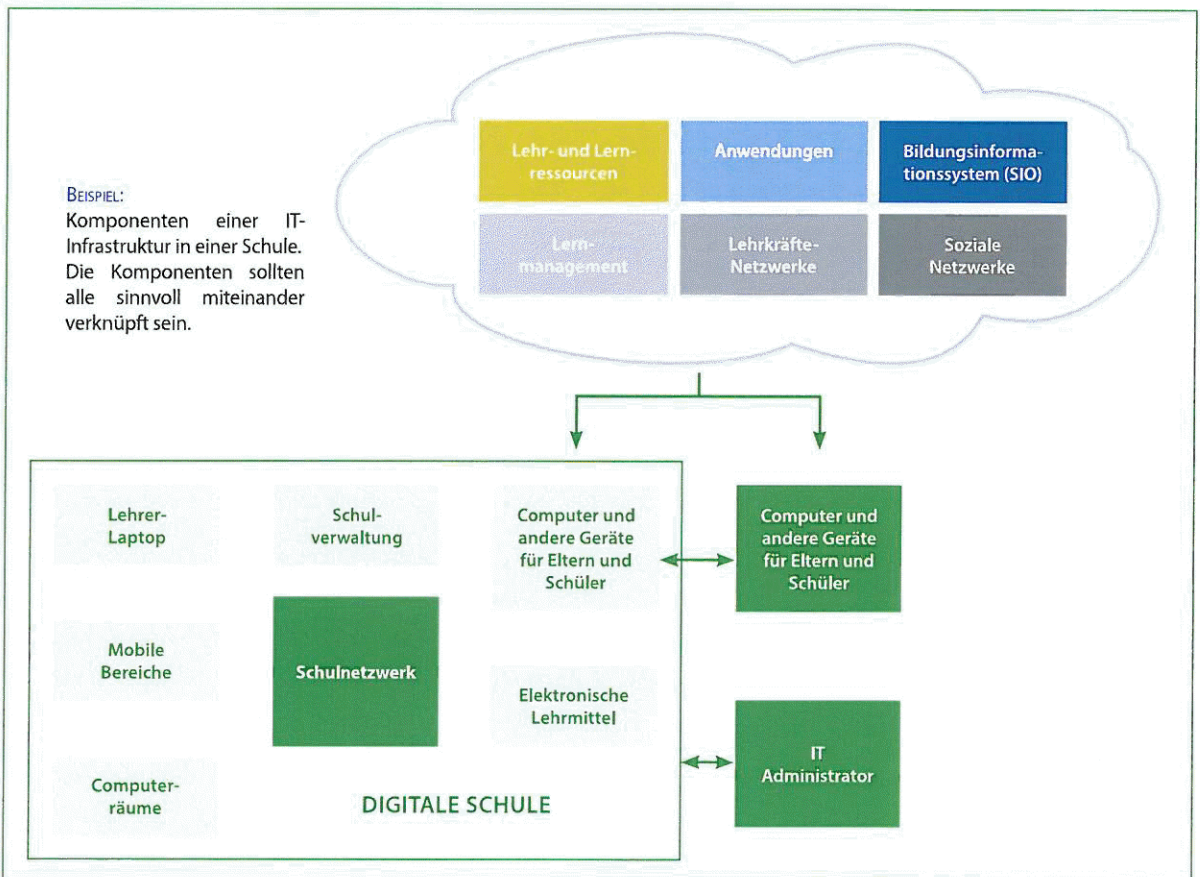 Lehr- und Lern-
ressourcen
Anwendungen
Bildungsinforma-
tionssystem (SIO)
BEISPIEL:
Komponenten einer IT-
Infrastruktur in einer Schule.
Die Komponenten sollten
alle sinnvoll miteinander
verknüpft sein.
Lern-
management
Lehrkräfte-
Netzwerke
Soziale
Netzwerke
Lehrer-
Laptop
Schul-
verwaltung
Computer und
andere Geräte
für Eltern und
Schüler
Computer und
andere Geräte
für Eltern und
Schüler
Mobile
Bereiche
Schulnetzwerk
Elektronische
Lehrmittel
IT
Administrator
Computer-
räume
DIGITALE SCHULE